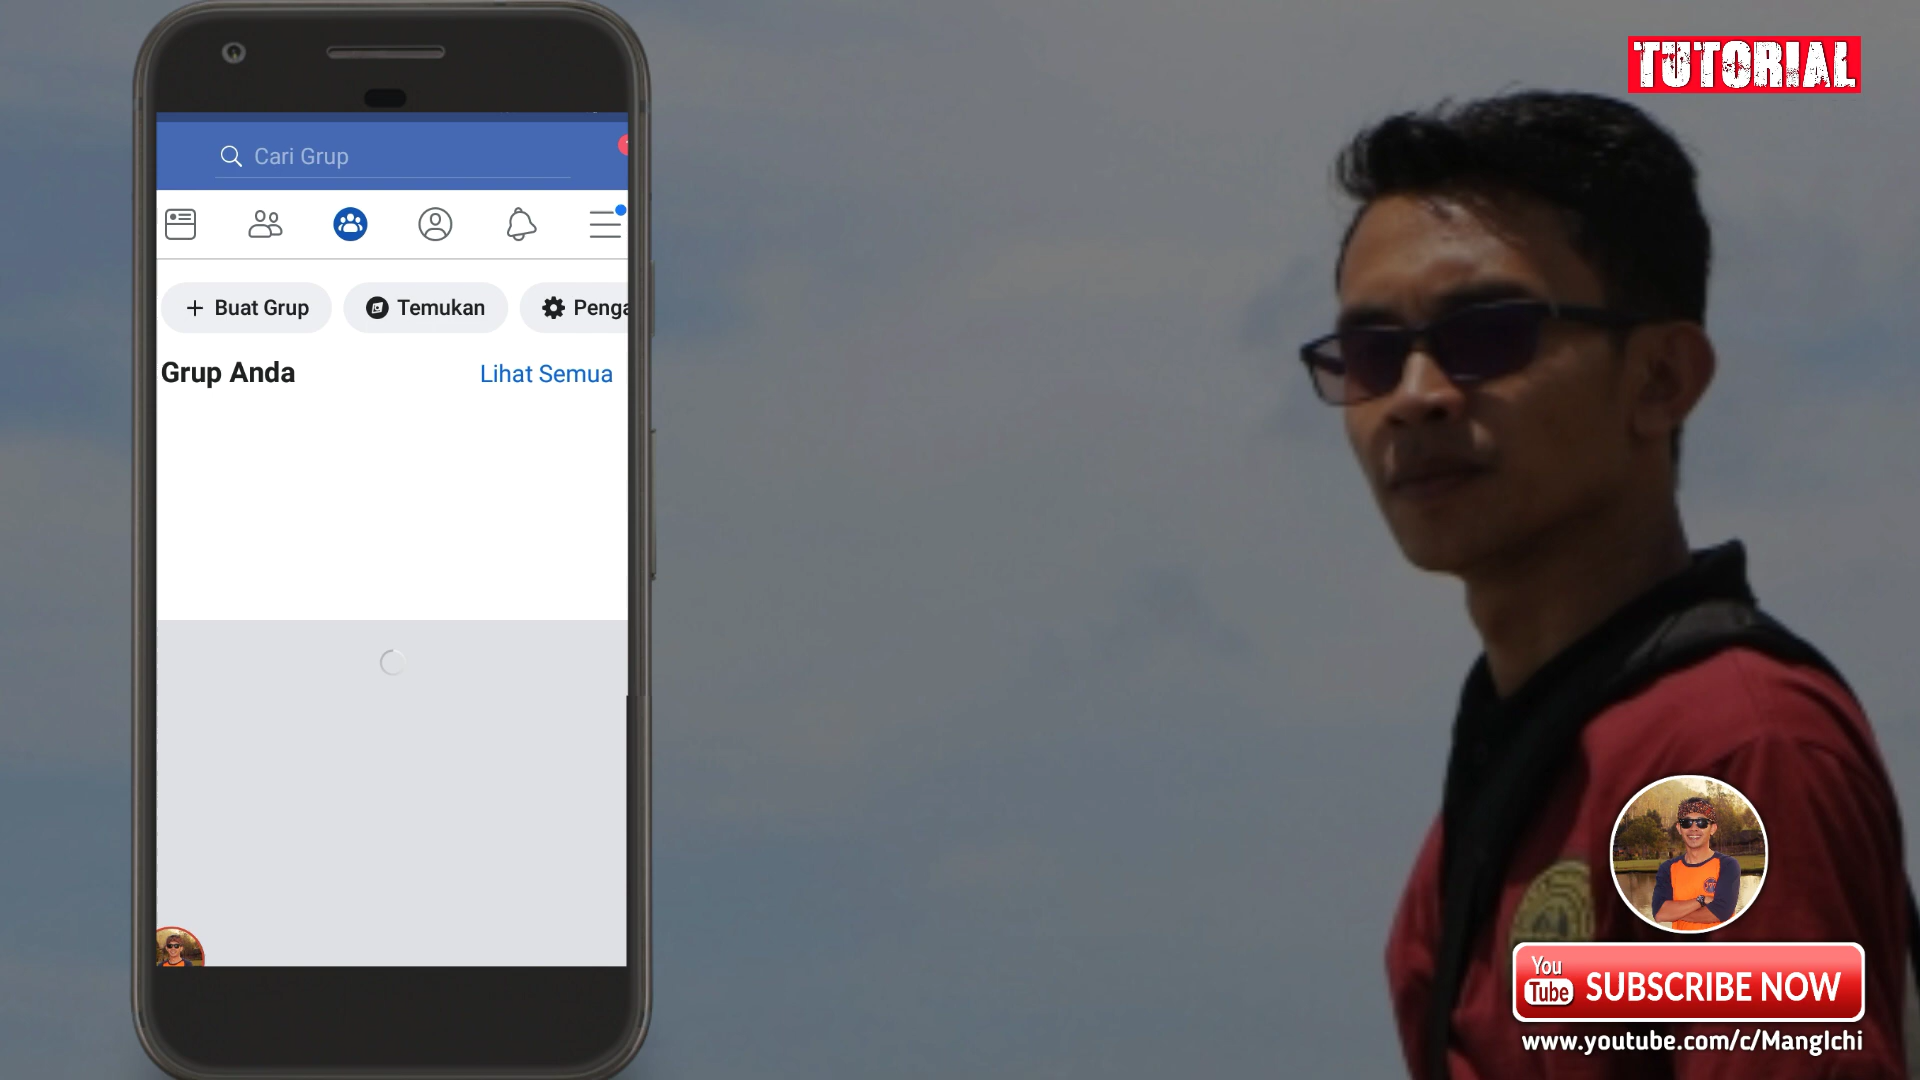 TUTORIAL
Cari Grup
Buat Grup
Temukan
Penga
Grup Anda
Lihat Semua
You
Tube
SUBSCRIBE NOW
www.youtube.com/c/MangIchi